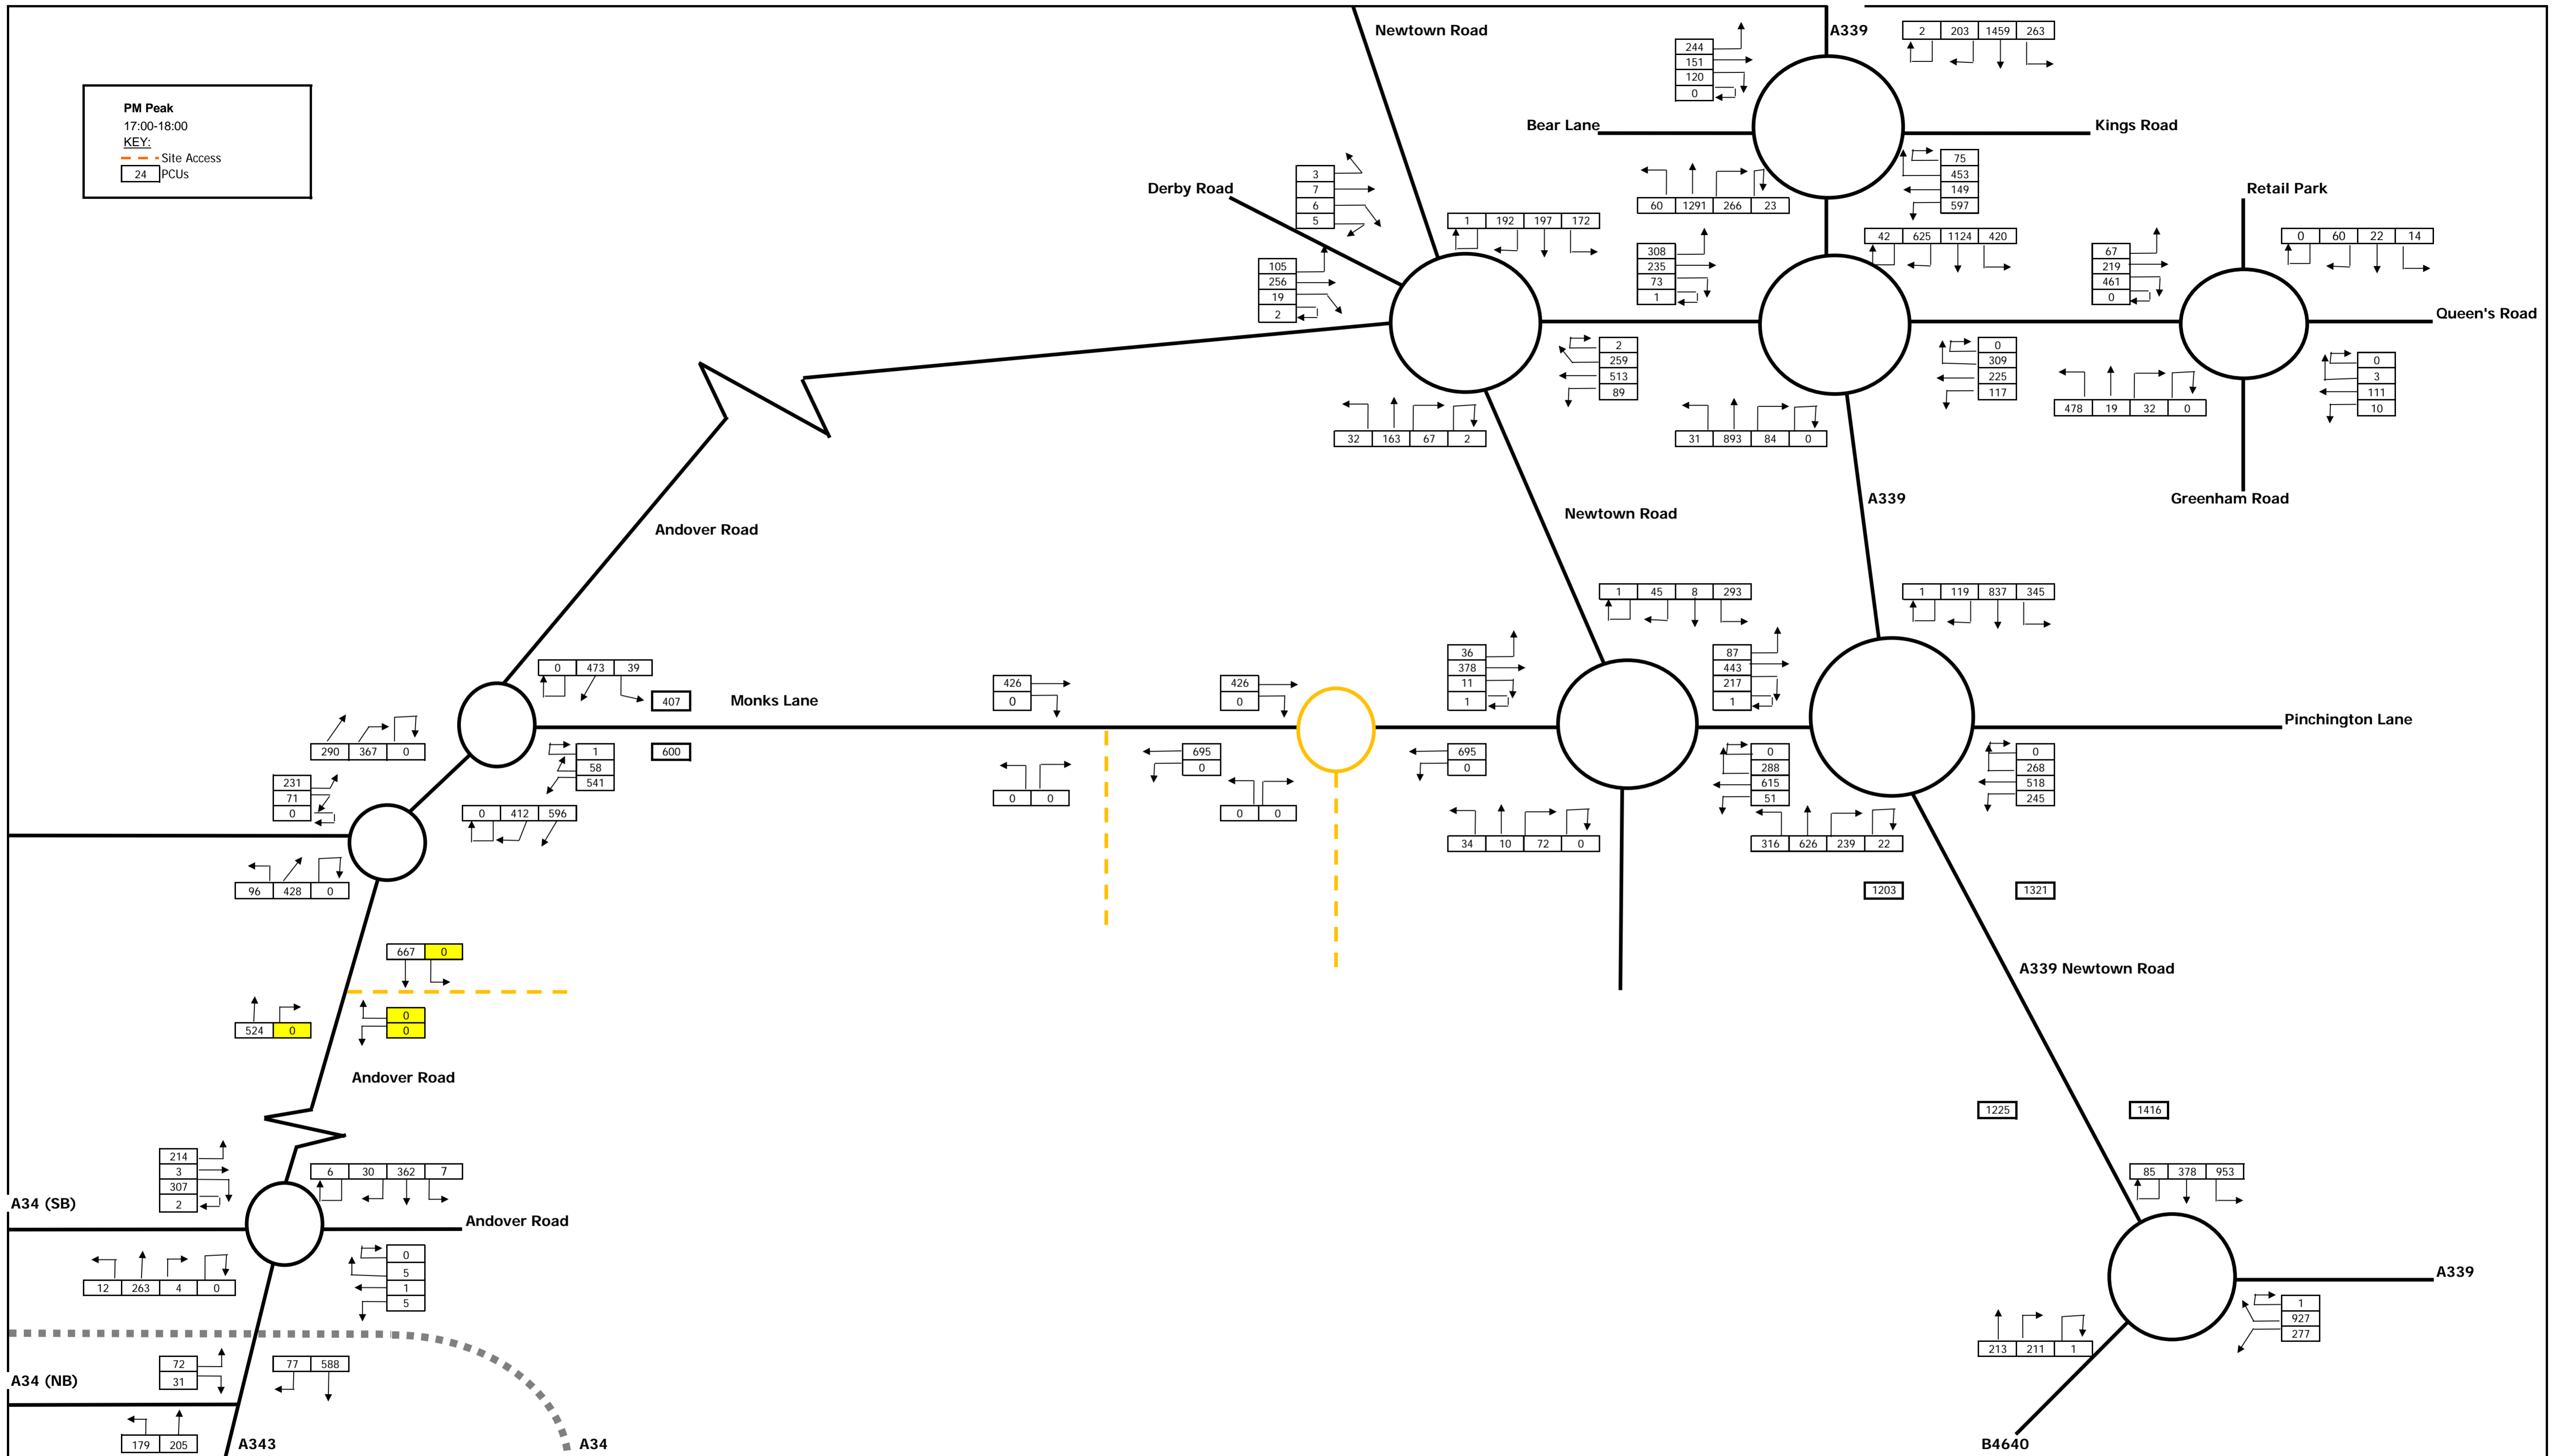 Newtown Road
A339
2 203 1459 263
244
151
120
0
PM Peak
17:00-18:00
KEY:
Site Access
24 PCUs
Bear Lane
Kings Road
75
453
149
597
60 1291 266 23
Derby Road
3
7
6
5
Retail Park
1 192 197 172
42 625 1124 420
0 60 22 14
308
235
73
1
67
219
461
0
105
256
19
2
Queen's Road
2
259
513
89
0
309
225
117
0
3
111
10
478 19 32 0
32 163 67 2
31 893 84 0
A339
Greenham Road
Newtown Road
Andover Road
1 45 8 293
1 119 837 345
36
378
11
1
87
443
217
1
0 473 39
407
Monks Lane
426
0
426
0
Pinchington Lane
290 367 0
1
58
541
600
695
0
695
0
0
288
615
51
0
268
518
245
231
71
0
0 412 596
0 0
0 0
34 10 72 0
316 626 239 22
96 428 0
1203
1321
667 0
A339 Newtown Road
524 0
0
0
Andover Road
1225
1416
214
3
307
2
6 30 362 7
85 378 953
A34 (SB)
Andover Road
0
5
1
5
12 263 4 0
A339
1
927
277
213 211 1
72
31
77 588
A34 (NB)
179 205
A343
A34
B4640